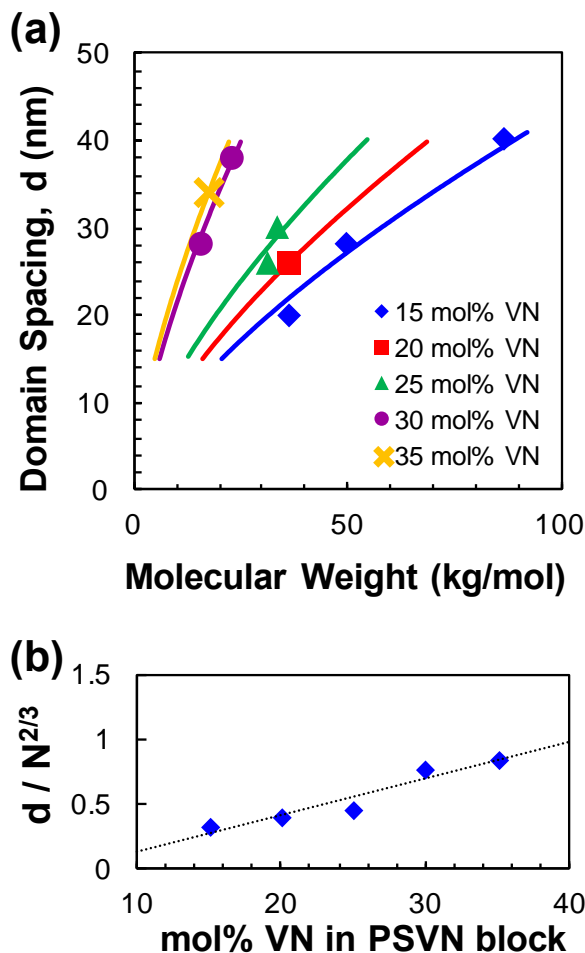 (a)
50
40
30
20
10
0
Domain Spacing, d (nm)
15 mol% VN
20 mol% VN
25 mol% VN
30 mol% VN
35 mol% VN
0 50 100
Molecular Weight (kg/mol)
(b)
1.5
1
0.5
0
d / N^2/3
10 20 30 40
mol% VN in PSVN block